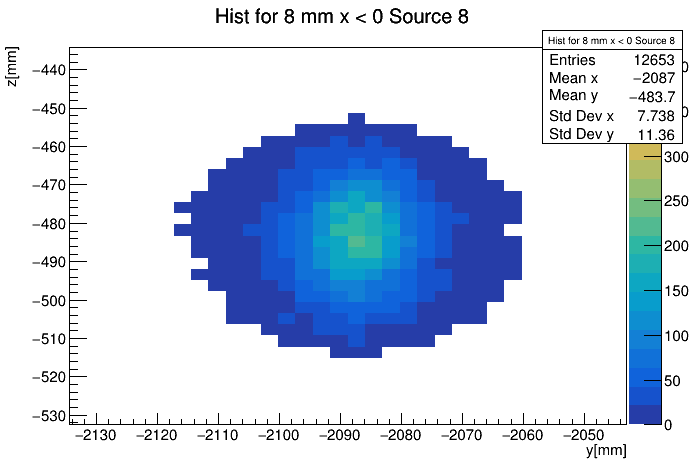 Hist for 8 mm x < 0 Source 8
z[mm]
Hist for 8 mm x < 0 Source 8
Entries 12653
Mean x −2087
Mean y −483.7
Std Dev x 7.738
Std Dev y 11.36
−440
−450
−460
−470
−480
−490
−500
−510
−520
−530
300
250
200
150
100
50
0
−2130 −2120 −2110 −2100 −2090 −2080 −2070 −2060 −2050
y[mm]